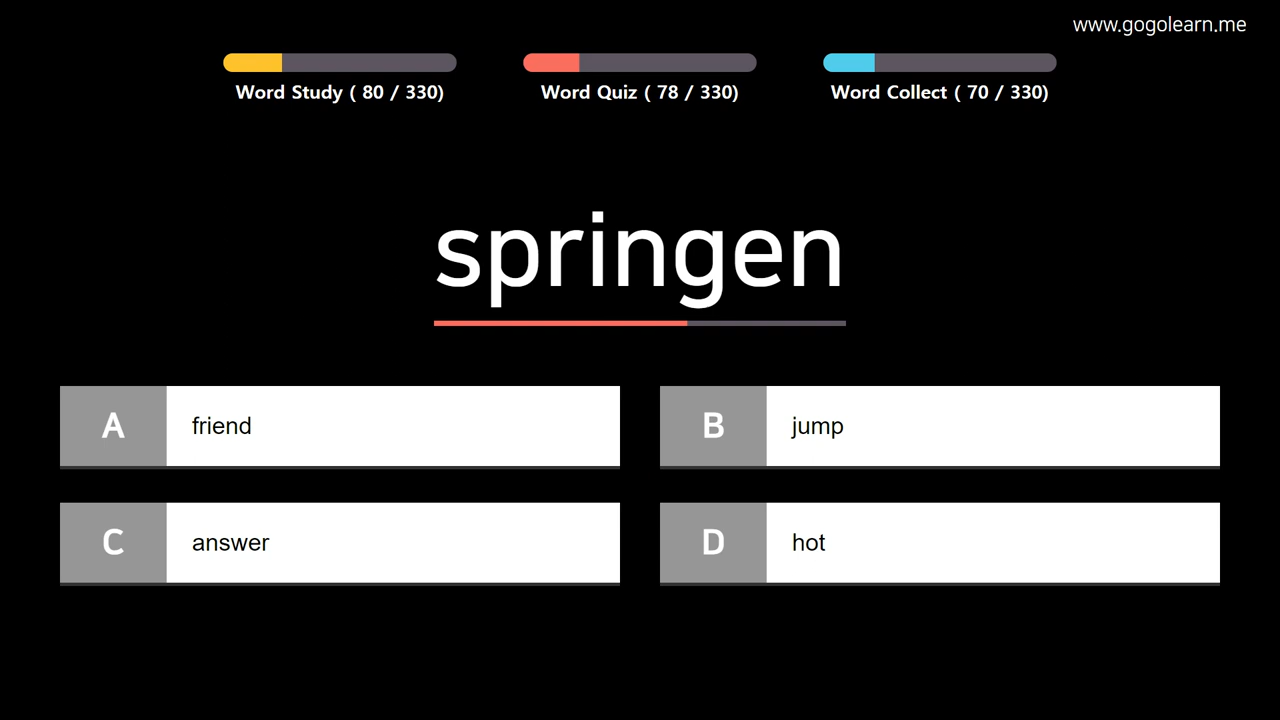 www.gogolearn.me
Word Study ( 80 / 330)
Word Quiz ( 78 / 330)
Word Collect ( 70 / 330)
springen
A friend
B jump
C answer
D hot